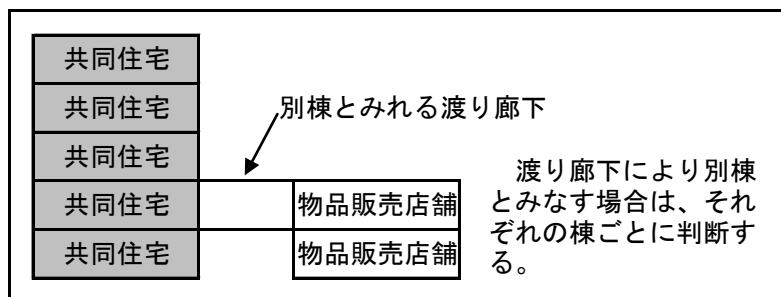 共同住宅
共同住宅
別棟とみれる渡り廊下
共同住宅
共同住宅
物品販売店舗
共同住宅
物品販売店舗
渡り廊下により別棟
とみなす場合は、それ
ぞれの棟ごとに判断す
る。